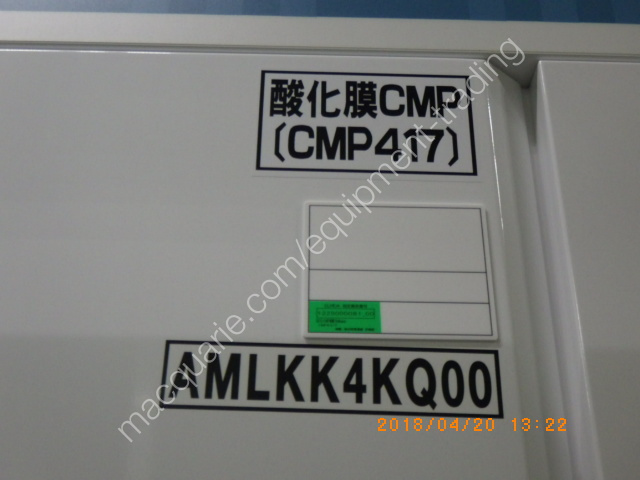 酸化膜CMP
(CMP417)
AMLKK4KQ00
2018/04/20 13:22
macquarie.com/equipment-trading